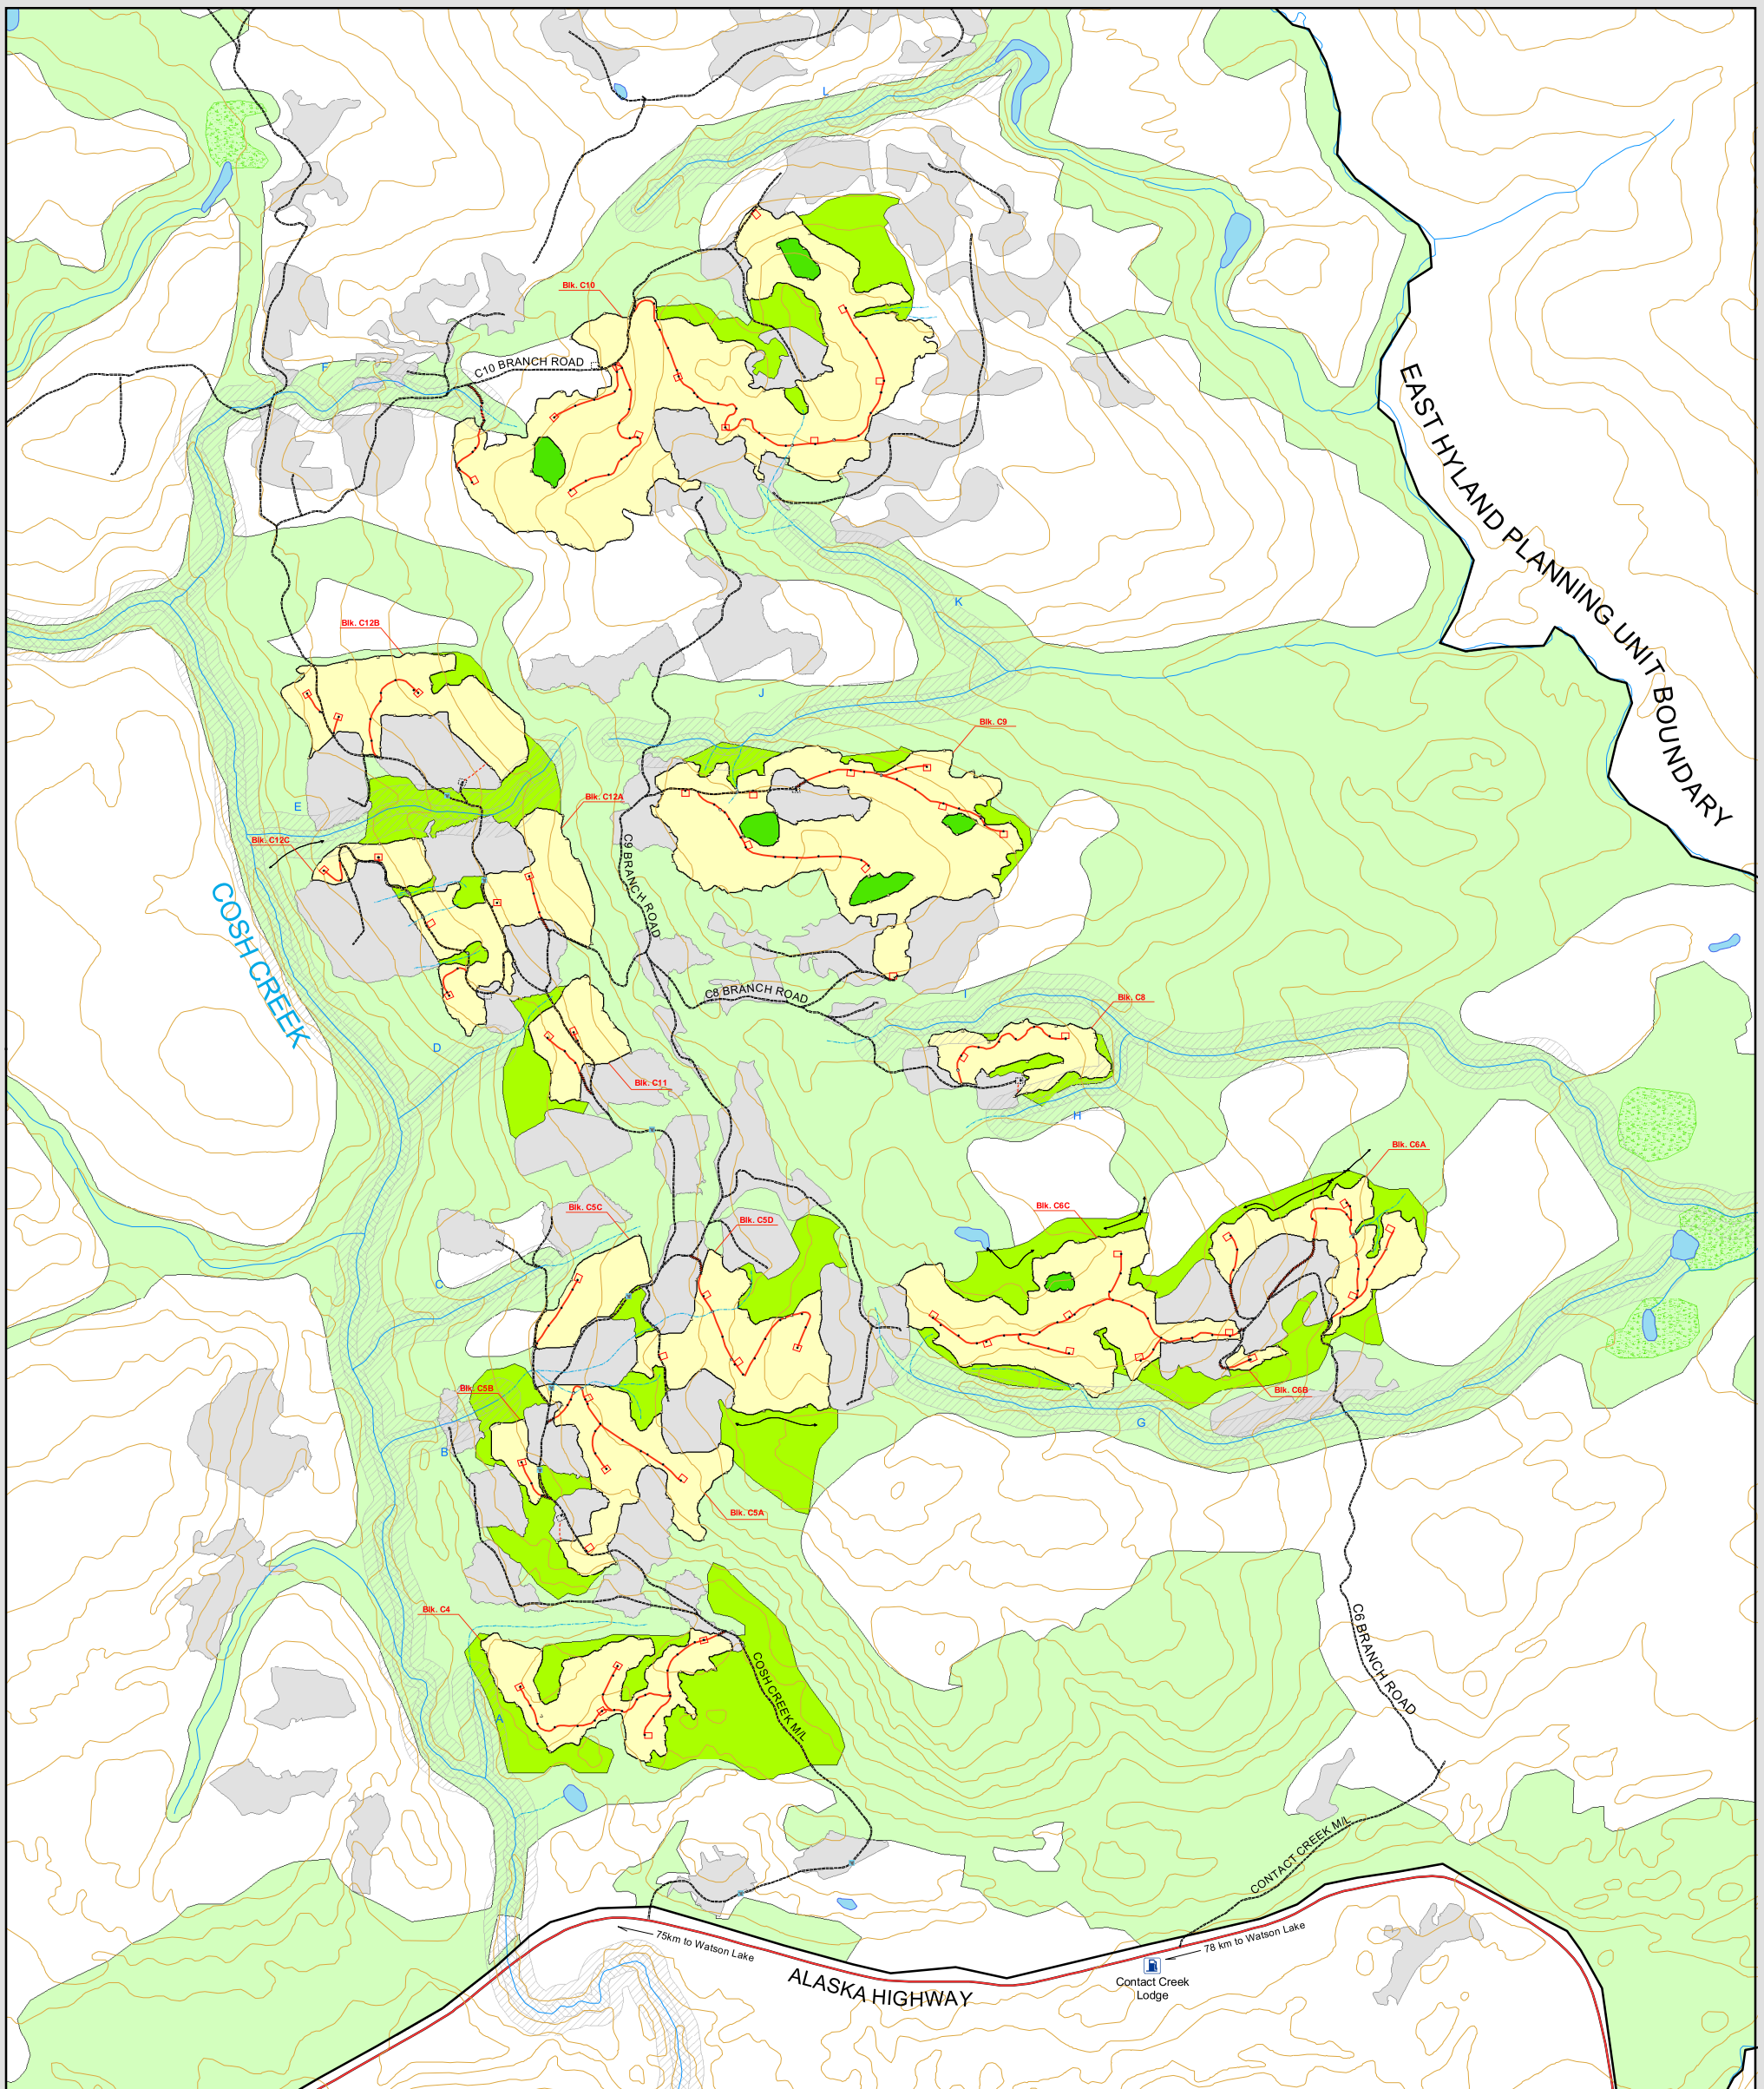 L
Blk. C10
F
C10 BRANCH ROAD
EAST HYLAND PLANNING UNIT BOUNDARY
K
Blk. C12B
J
Blk. C9
E
Blk. C12A
Blk. C12C
C9 BRANCH ROAD
COSH CREEK
C8 BRANCH ROAD
I
Blk. C8
D
Blk. C11
H
Blk. C6A
Blk. C6C
Blk. C5C
Blk. C5D
C
Blk. C5B
Blk. C6B
G
B
Blk. C5A
Blk. C4
C6 BRANCH ROAD
COSH CREEK M/L
A
CONTACT CREEK M/L
75km to Watson Lake
78 km to Watson Lake
ALASKA HIGHWAY
Contact Creek
Lodge